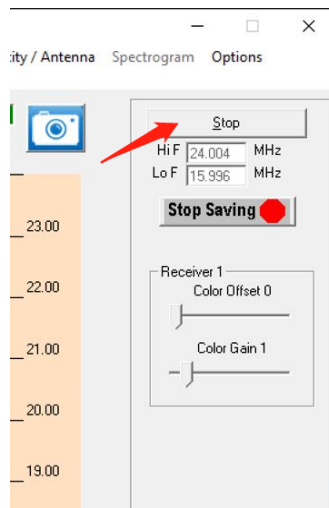 city / Antenna Spectrogram Options
Stop
Hi F 24.004 MHz
Lo F 15.996 MHz
Stop Saving
23.00
Receiver 1
22.00
Color Offset 0
21.00
Color Gain 1
20.00
19.00